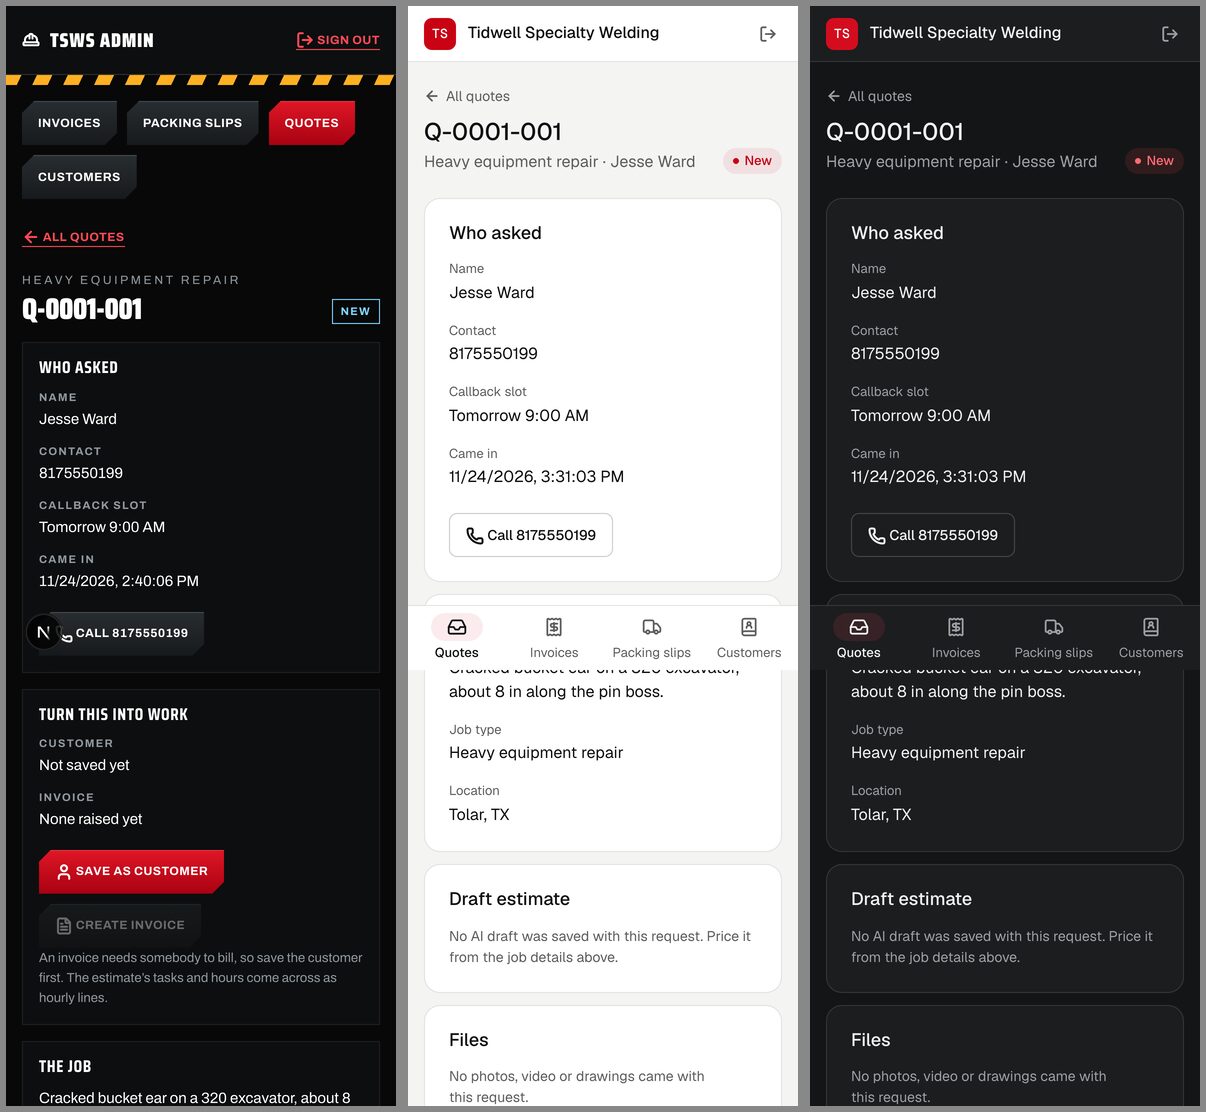 TSWS ADMIN
SIGN OUT
INVOICES
PACKING SLIPS
QUOTES
CUSTOMERS
ALL QUOTES
HEAVY EQUIPMENT REPAIR
Q-0001-001
NEW
WHO ASKED
NAME
Jesse Ward
CONTACT
8175550199
CALLBACK SLOT
Tomorrow 9:00 AM
CAME IN
11/24/2026, 2:40:06 PM
N
CALL 8175550199
TURN THIS INTO WORK
CUSTOMER
Not saved yet
INVOICE
None raised yet
SAVE AS CUSTOMER
CREATE INVOICE
An invoice needs somebody to bill, so save the customer
first. The estimate's tasks and hours come across as
hourly lines.
THE JOB
Cracked bucket ear on a 320 excavator, about 8
TS
Tidwell Specialty Welding
All quotes
Q-0001-001
Heavy equipment repair · Jesse Ward
New
Who asked
Name
Jesse Ward
Contact
8175550199
Callback slot
Tomorrow 9:00 AM
Came in
11/24/2026, 3:31:03 PM
Call 8175550199
Quotes
Invoices
Packing slips
Customers
Cracked bucket ear on a 320 excavator,
about 8 in along the pin boss.
Job type
Heavy equipment repair
Location
Tolar, TX
Draft estimate
No AI draft was saved with this request. Price it
from the job details above.
Files
No photos, video or drawings came with
this request.
TS
Tidwell Specialty Welding
All quotes
Q-0001-001
Heavy equipment repair · Jesse Ward
New
Who asked
Name
Jesse Ward
Contact
8175550199
Callback slot
Tomorrow 9:00 AM
Came in
11/24/2026, 3:31:03 PM
Call 8175550199
Quotes
Invoices
Packing slips
Customers
Cracked bucket ear on a 320 excavator,
about 8 in along the pin boss.
Job type
Heavy equipment repair
Location
Tolar, TX
Draft estimate
No AI draft was saved with this request. Price it
from the job details above.
Files
No photos, video or drawings came with
this request.